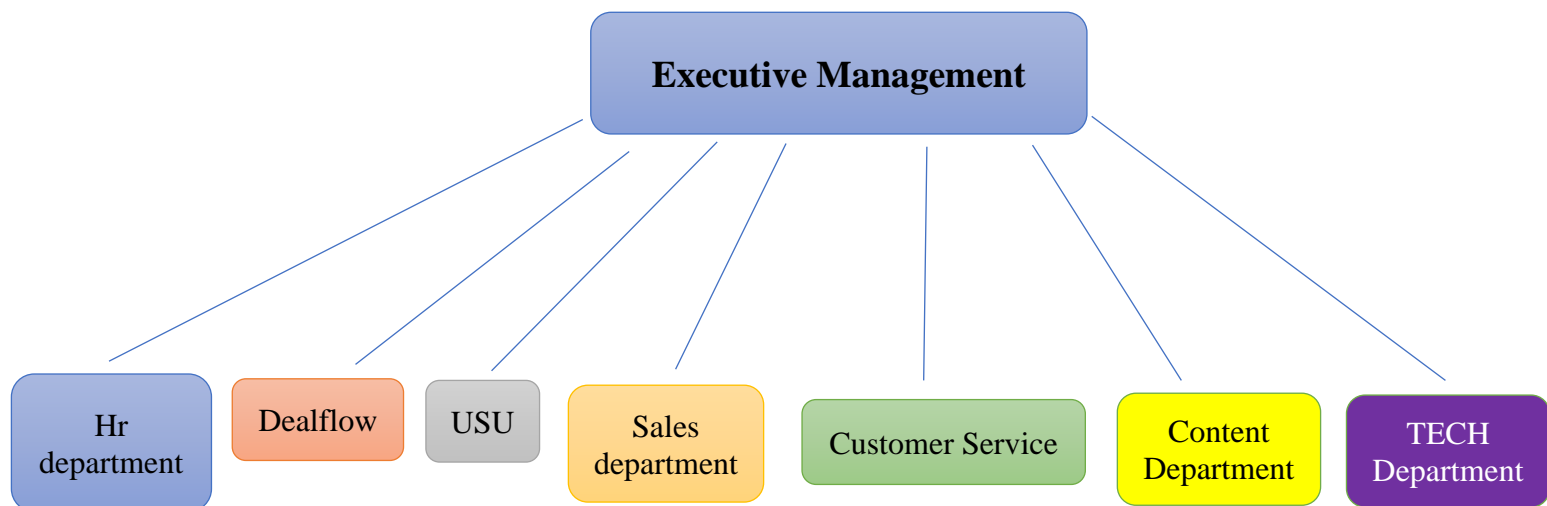 Executive Management
Hr
department
Dealflow
USU
Sales
department
Customer Service
Content
Department
TECH
Department